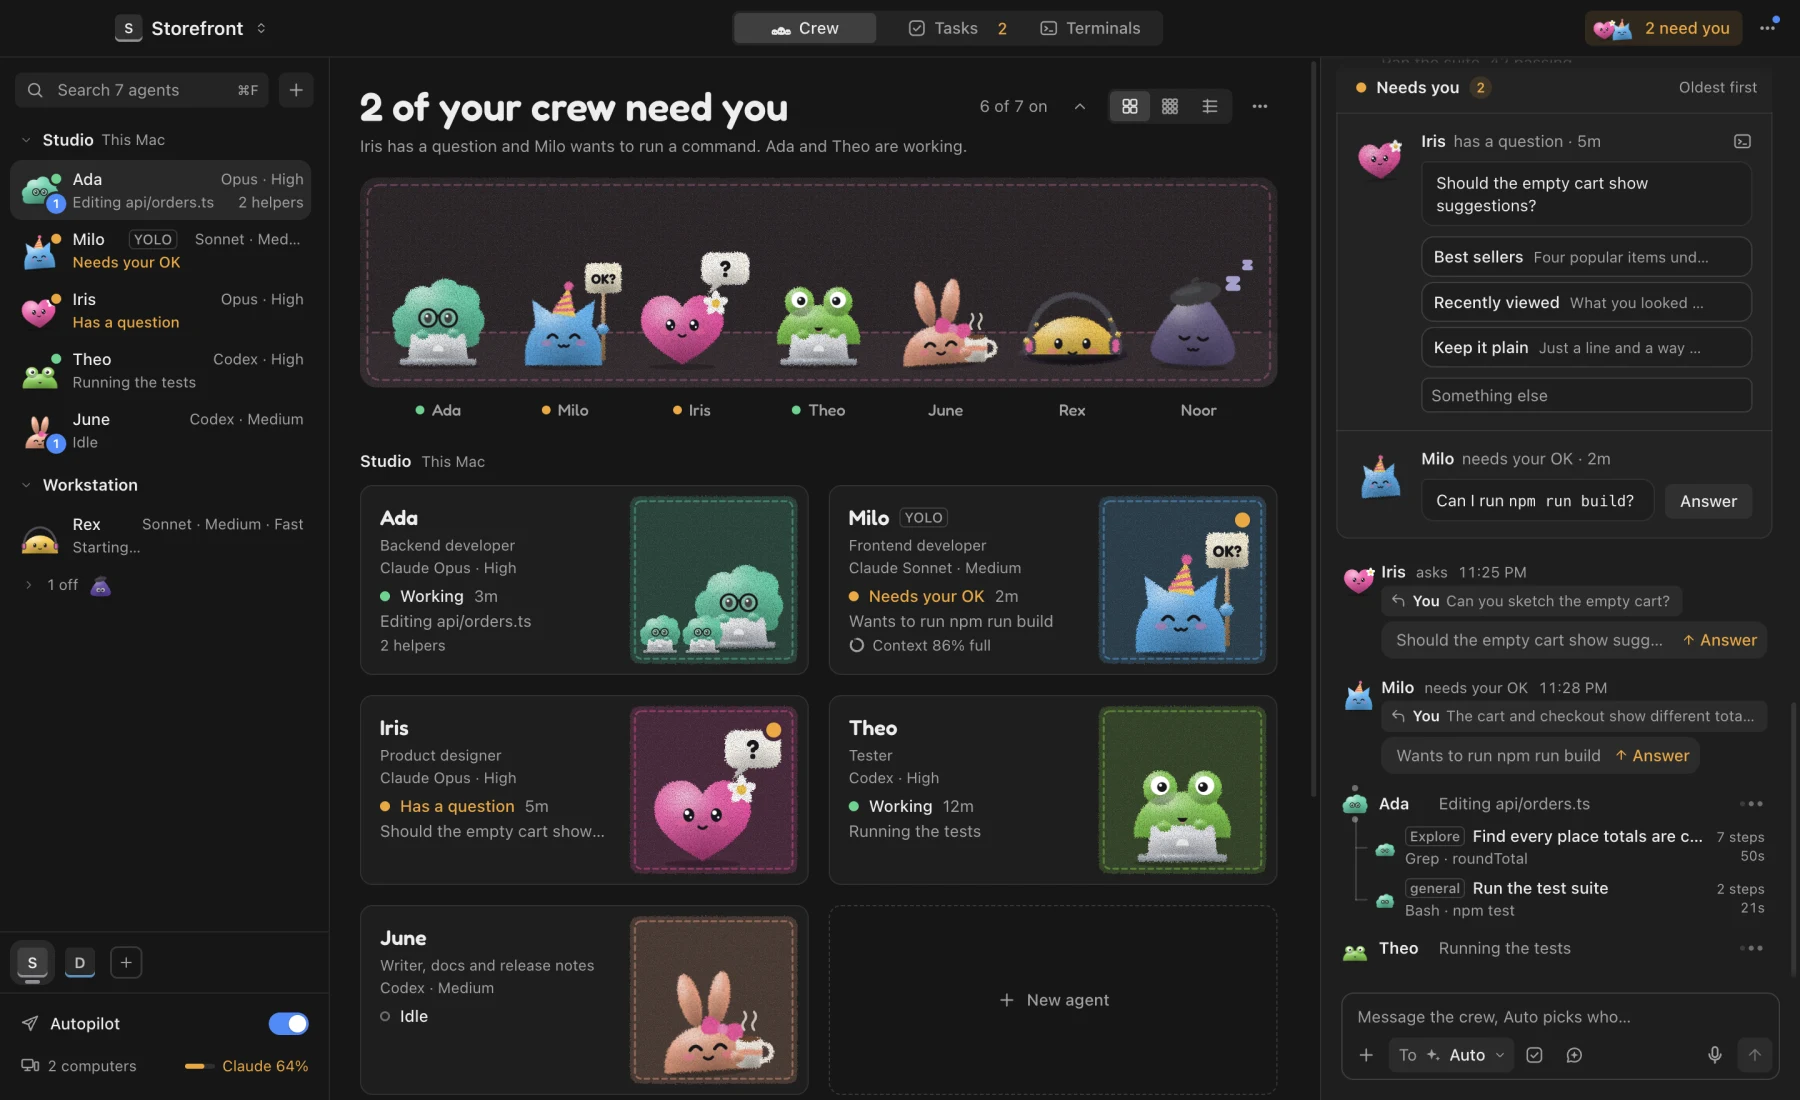 S Storefront
Crew
Tasks 2
Terminals
2 need you
Search 7 agents ⌘F
Studio This Mac
Ada Opus · High
Editing api/orders.ts 2 helpers
1
Milo YOLO Sonnet · Med...
Needs your OK
Iris Opus · High
Has a question
Theo Codex · High
Running the tests
June Codex · Medium
Idle
1
Workstation
Rex Sonnet · Medium · Fast
Starting...
1 off
S D
Autopilot
2 computers Claude 64%
2 of your crew need you
6 of 7 on
Iris has a question and Milo wants to run a command. Ada and Theo are working.
OK?
?
z
z
Ada
Milo
Iris
Theo
June
Rex
Noor
Studio This Mac
Ada
Backend developer
Claude Opus · High
Working 3m
Editing api/orders.ts
2 helpers
Milo YOLO
Frontend developer
Claude Sonnet · Medium
Needs your OK 2m
Wants to run npm run build
Context 86% full
OK?
Iris
Product designer
Claude Opus · High
Has a question 5m
Should the empty cart show...
?
Theo
Tester
Codex · High
Working 12m
Running the tests
June
Writer, docs and release notes
Codex · Medium
Idle
New agent
Needs you 2 Oldest first
Iris has a question · 5m
Should the empty cart show
suggestions?
Best sellers Four popular items und...
Recently viewed What you looked ...
Keep it plain Just a line and a way ...
Something else
Milo needs your OK · 2m
Can I run npm run build? Answer
Iris asks 11:25 PM
You Can you sketch the empty cart?
Should the empty cart show sugg... ↑ Answer
Milo needs your OK 11:28 PM
You The cart and checkout show different tota...
Wants to run npm run build ↑ Answer
Ada Editing api/orders.ts
Explore Find every place totals are c... 7 steps
Grep · roundTotal 50s
general Run the test suite 2 steps
Bash · npm test 21s
Theo Running the tests
Message the crew, Auto picks who...
To Auto